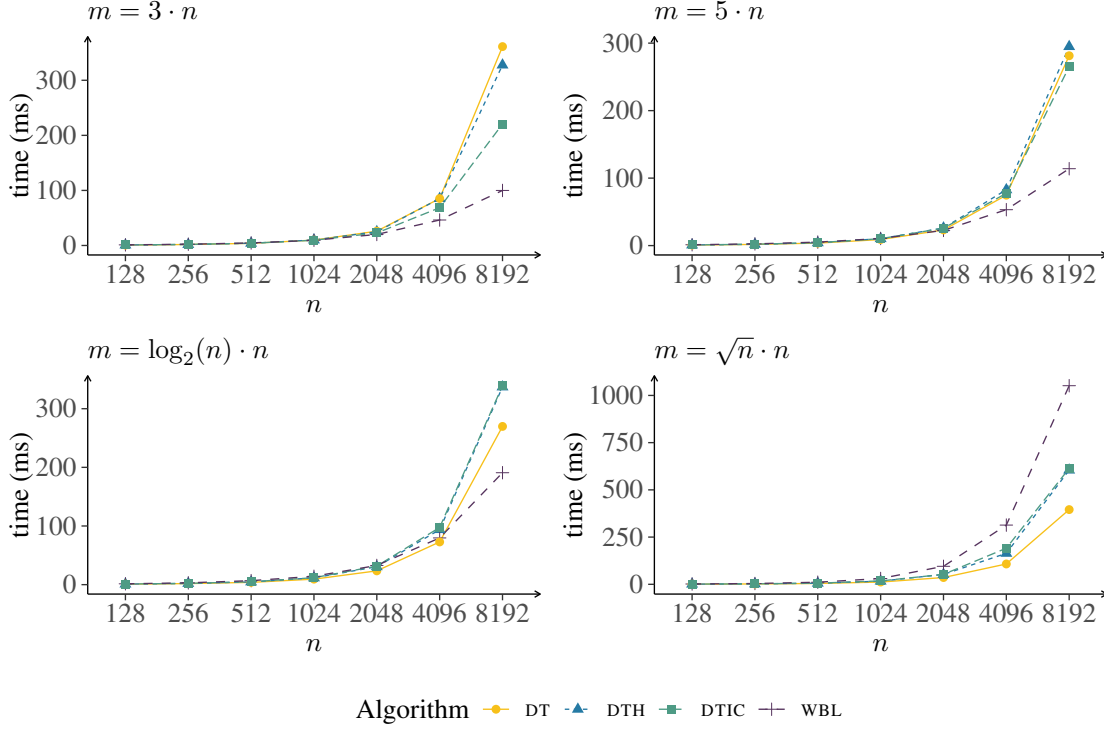 m = 3 · n
time (ms)
300
200
100
0
128 256 512 1024 2048 4096 8192
n
m = 5 · n
time (ms)
300
200
100
0
128 256 512 1024 2048 4096 8192
n
m = log₂(n) · n
time (ms)
300
200
100
0
128 256 512 1024 2048 4096 8192
n
m = √n · n
time (ms)
1000
750
500
250
0
128 256 512 1024 2048 4096 8192
n
Algorithm DT DTH DTIC WBL